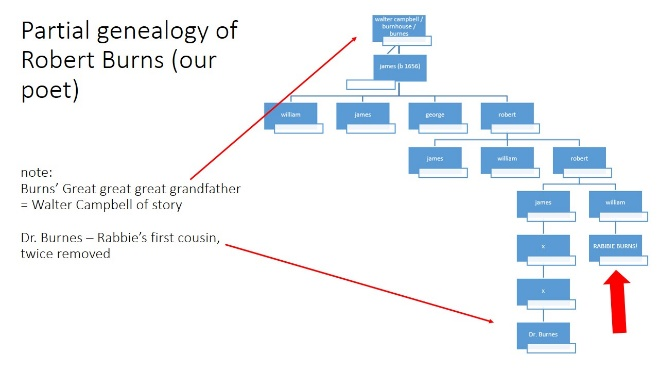 Partial genealogy of
Robert Burns (our
poet)
note:
Burns' Great great great grandfather
= Walter Campbell of story
Dr. Burnes – Rabbie's first cousin,
twice removed
walter campbell /
burnhouse /
burnes
james (b 1656)
william
james
george
robert
james
william
robert
james
william
x
RABBIE BURNS!
x
Dr. Burnes